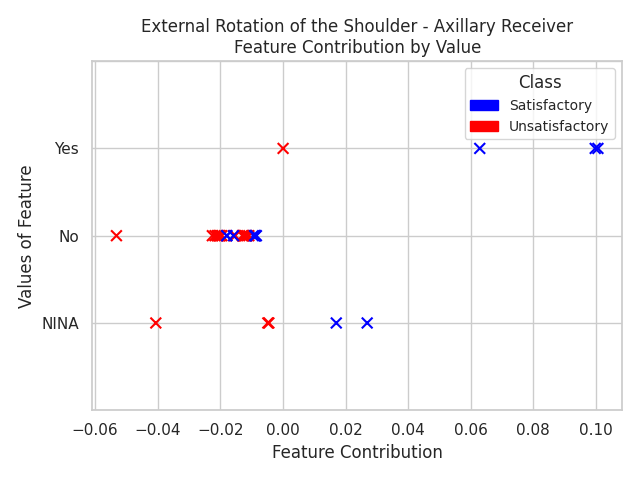 External Rotation of the Shoulder - Axillary Receiver
Feature Contribution by Value
Class
Satisfactory
Unsatisfactory
Values of Feature
Yes
No
NINA
−0.06 −0.04 −0.02 0.00 0.02 0.04 0.06 0.08 0.10
Feature Contribution